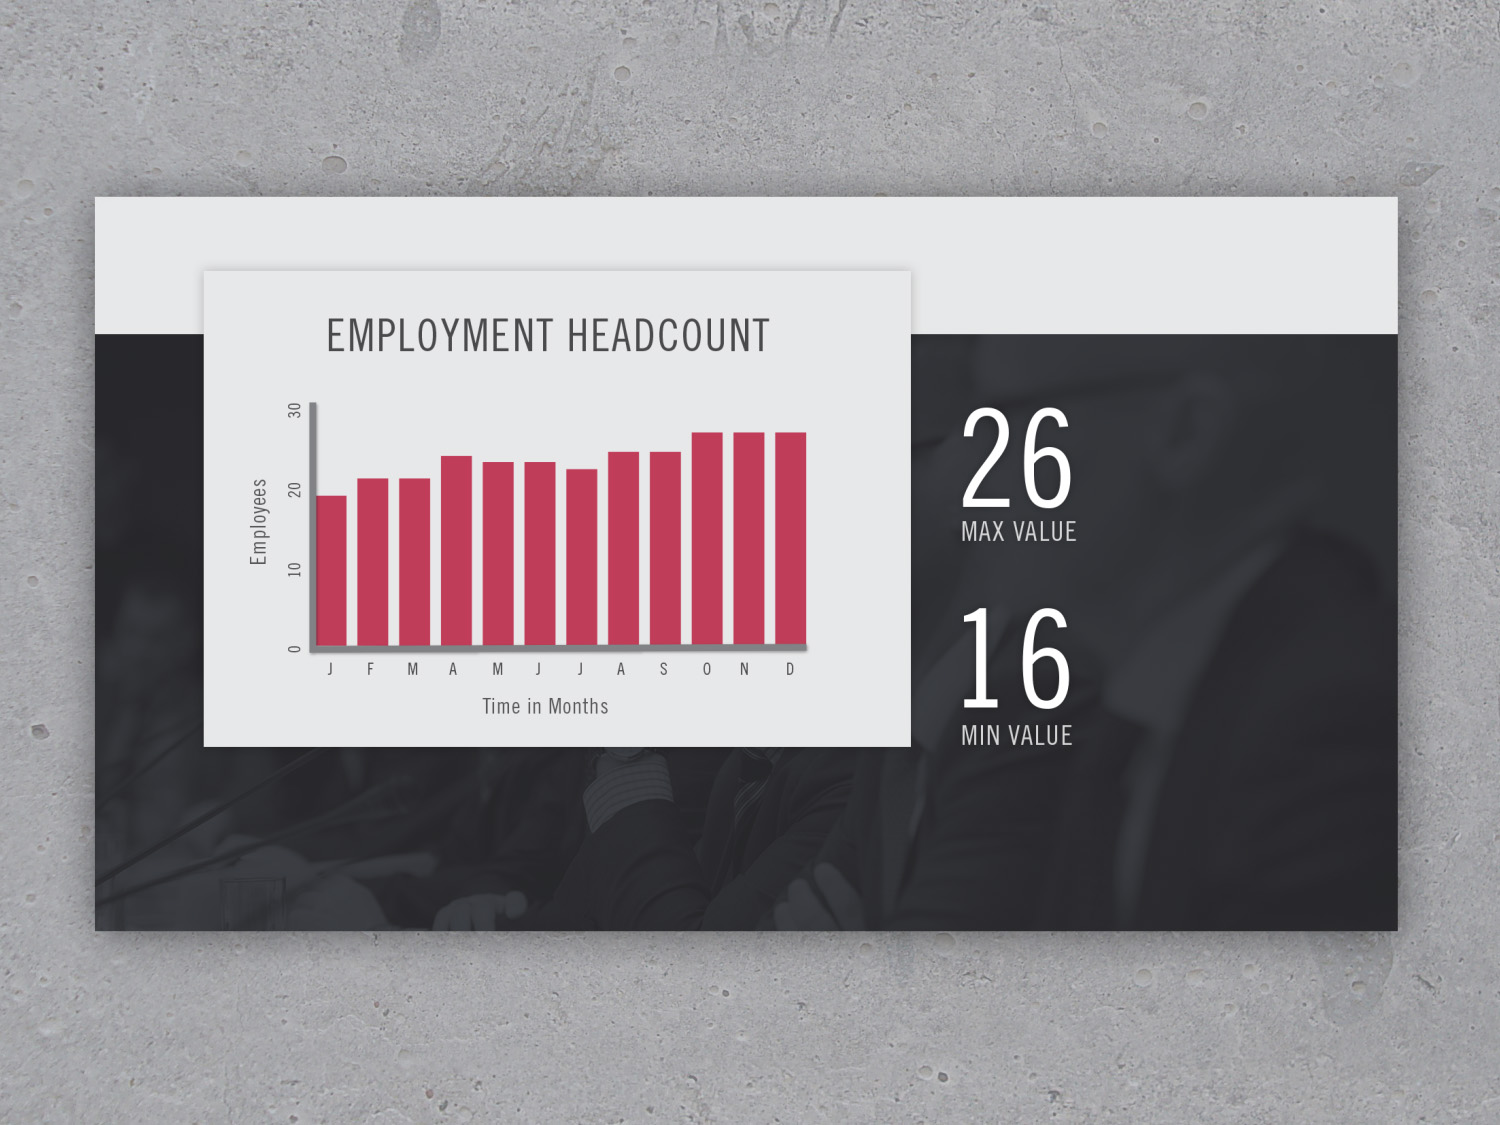 EMPLOYMENT HEADCOUNT
30
20
10
0
Employees
J F M A M J J A S O N D
Time in Months
26
MAX VALUE
16
MIN VALUE